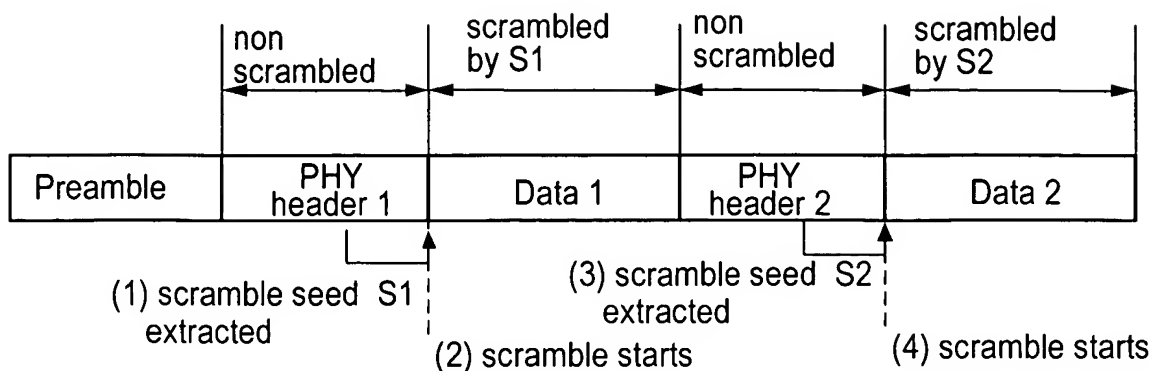 non
scrambled
scrambled
by S1
non
scrambled
scrambled
by S2
Preamble
PHY
header 1
Data 1
PHY
header 2
Data 2
(1) scramble seed S1
extracted
(2) scramble starts
(3) scramble seed S2
extracted
(4) scramble starts